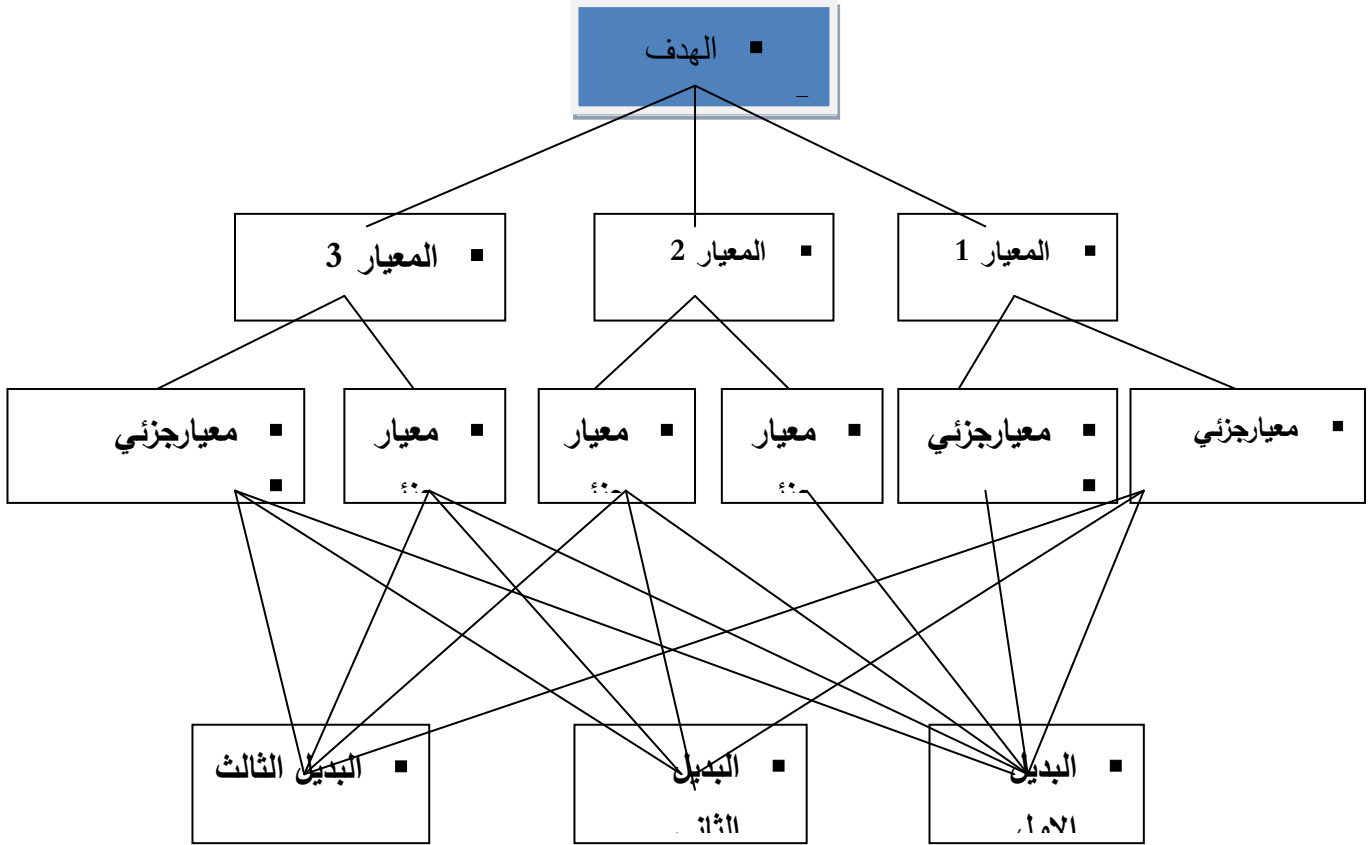 الهدف
المعيار 1
المعيار 2
المعيار 3
معيارجزئي
معيارجزئي
معيار
معيار
معيار
معيارجزئي
البديل
البديل
البديل الثالث